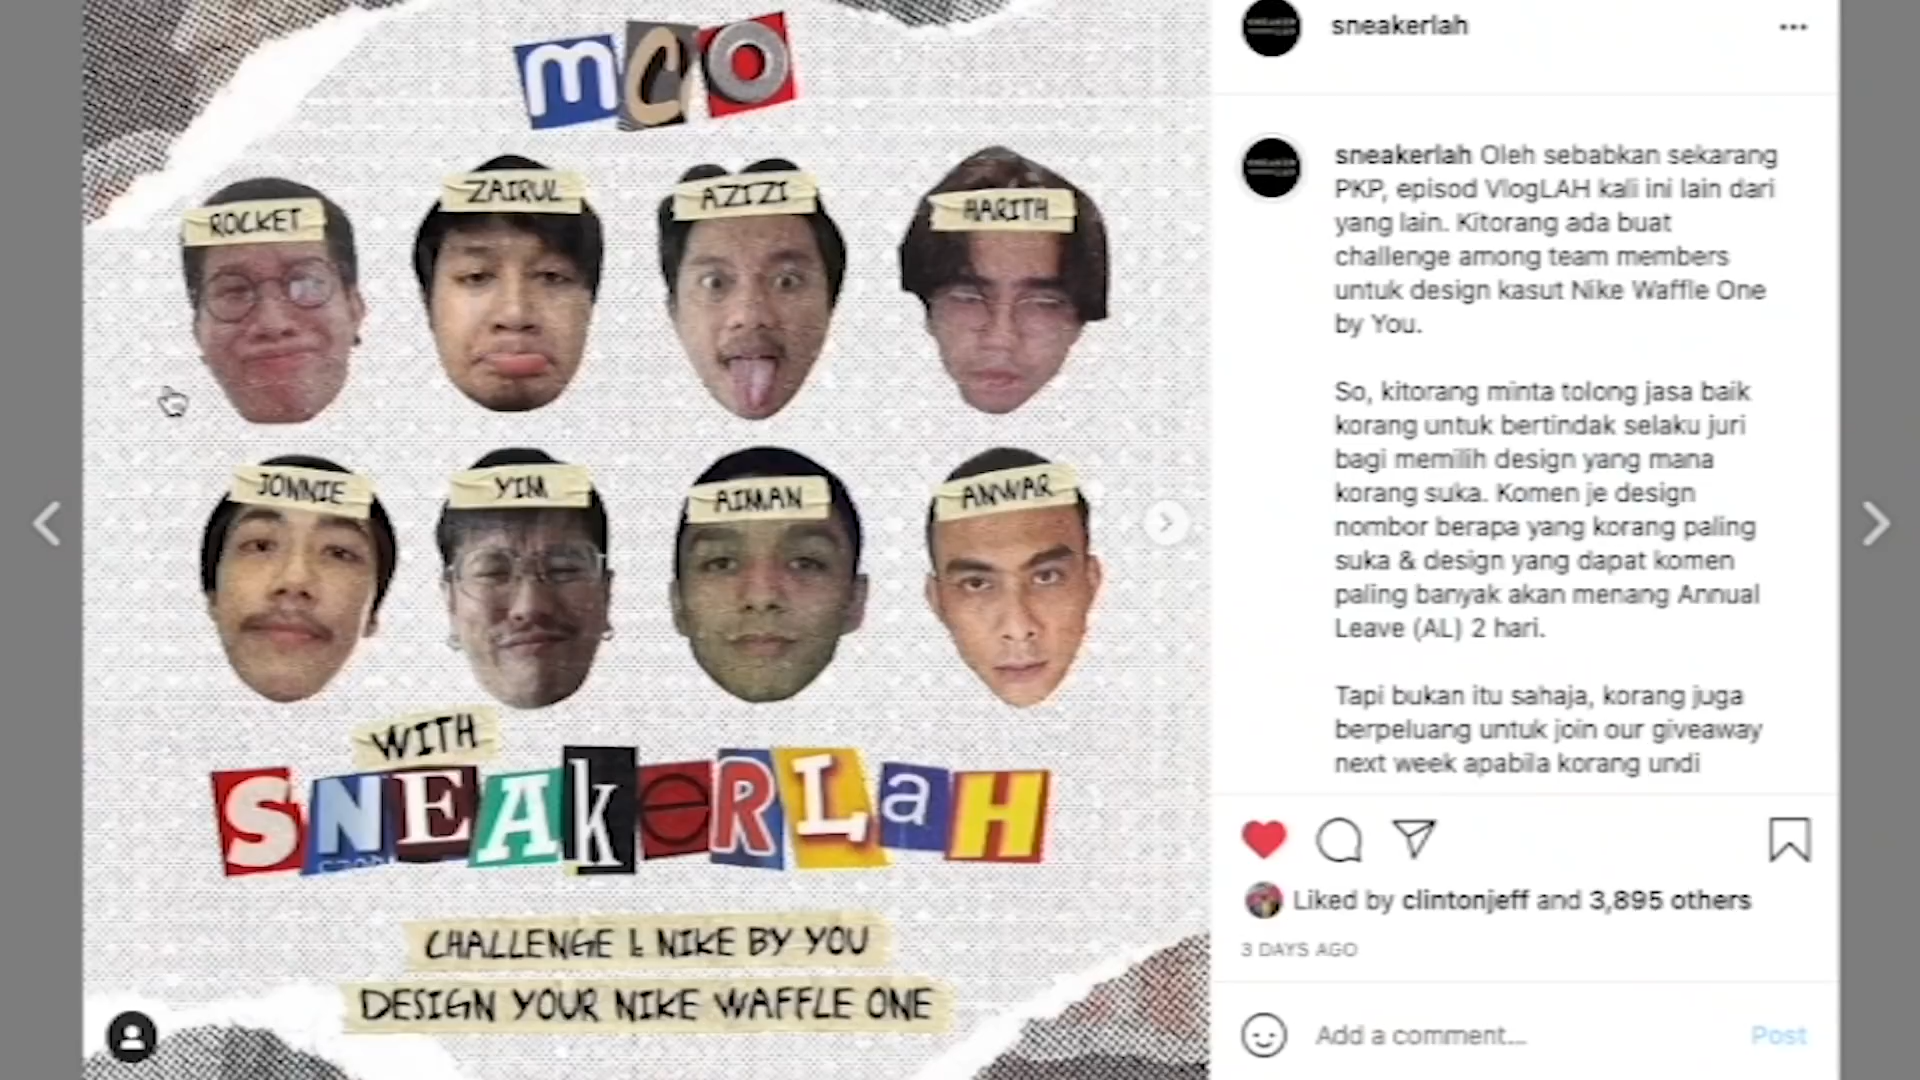 mCO
ROCKET
ZAIRUL
AZIZI
HARITH
JONNIE
YIM
AIMAN
ANWAR
WITH
SNEAkeRLaH
CHALLENGE 1: NIKE BY YOU
DESIGN YOUR NIKE WAFFLE ONE
sneakerlah
sneakerlah Oleh sebabkan sekarang
PKP, episod VlogLAH kali ini lain dari
yang lain. Kitorang ada buat
challenge among team members
untuk design kasut Nike Waffle One
by You.
So, kitorang minta tolong jasa baik
korang untuk bertindak selaku juri
bagi memilih design yang mana
korang suka. Komen je design
nombor berapa yang korang paling
suka & design yang dapat komen
paling banyak akan menang Annual
Leave (AL) 2 hari.
Tapi bukan itu sahaja, korang juga
berpeluang untuk join our giveaway
next week apabila korang undi
Liked by clintonjeff and 3,895 others
3 DAYS AGO
Add a comment...
Post